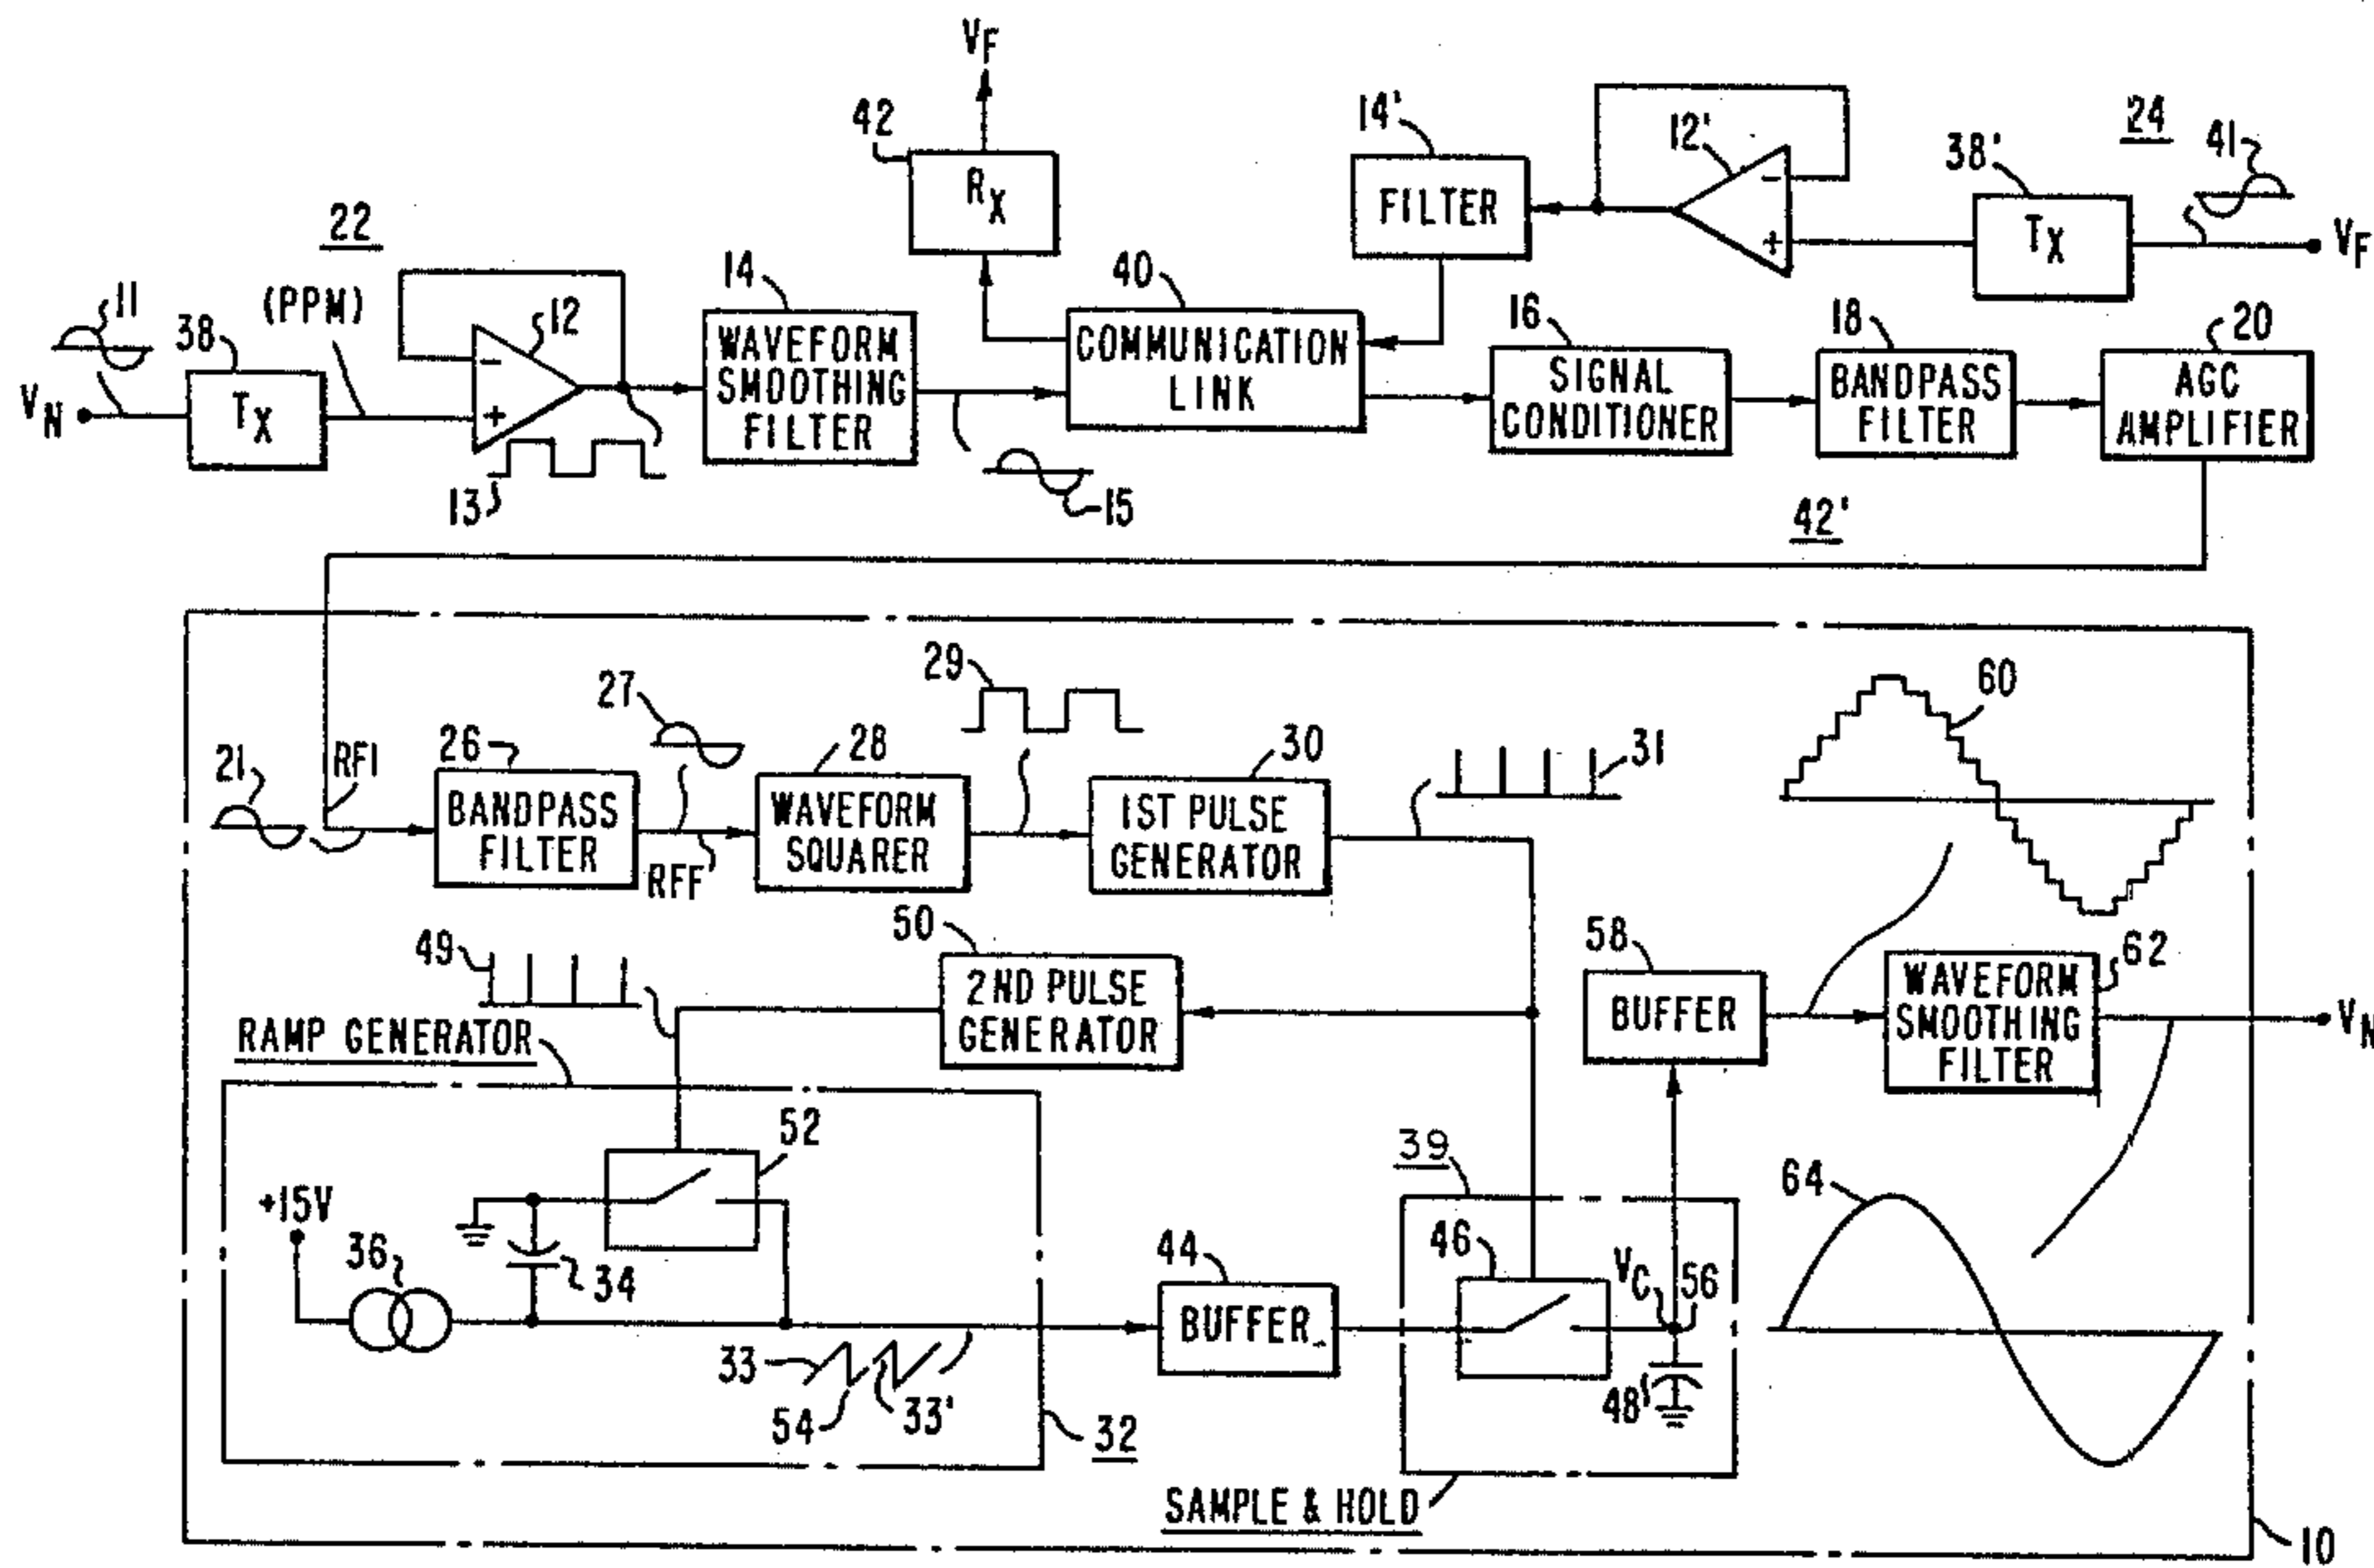 VF
42
RX
14'
FILTER
12'
-
+
38'
TX
24
41
VF
22
11
VN
38
TX
(PPM)
-
+
12
13
14
WAVEFORM
SMOOTHING
FILTER
15
40
COMMUNICATION
LINK
16
SIGNAL
CONDITIONER
18
BANDPASS
FILTER
20
AGC
AMPLIFIER
42'
21
RFI
26
BANDPASS
FILTER
27
RFF
28
WAVEFORM
SQUARER
29
30
1ST PULSE
GENERATOR
31
60
49
50
2ND PULSE
GENERATOR
58
BUFFER
62
WAVEFORM
SMOOTHING
FILTER
VN
RAMP GENERATOR
52
+15V
36
34
33
54
33'
32
44
BUFFER
39
46
VC
56
48
SAMPLE & HOLD
64
10